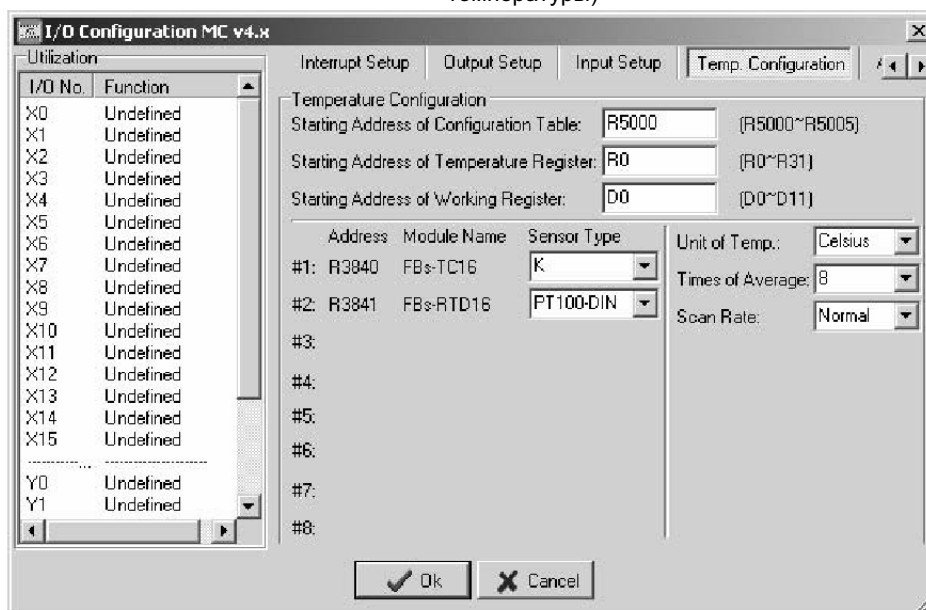 температуры)
I/O Configuration MC v4.x
Utilization
I/O No. Function
X0 Undefined
X1 Undefined
X2 Undefined
X3 Undefined
X4 Undefined
X5 Undefined
X6 Undefined
X7 Undefined
X8 Undefined
X9 Undefined
X10 Undefined
X11 Undefined
X12 Undefined
X13 Undefined
X14 Undefined
X15 Undefined
Y0 Undefined
Y1 Undefined
Interrupt Setup Output Setup Input Setup Temp. Configuration
Temperature Configuration
Starting Address of Configuration Table: R5000 (R5000~R5005)
Starting Address of Temperature Register: R0 (R0~R31)
Starting Address of Working Register: D0 (D0~D11)
Address Module Name Sensor Type
#1: R3840 FBs-TC16 K
#2: R3841 FBs-RTD16 PT100-DIN
#3:
#4:
#5:
#6:
#7:
#8:
Unit of Temp.: Celsius
Times of Average: 8
Scan Rate: Normal
Ok Cancel